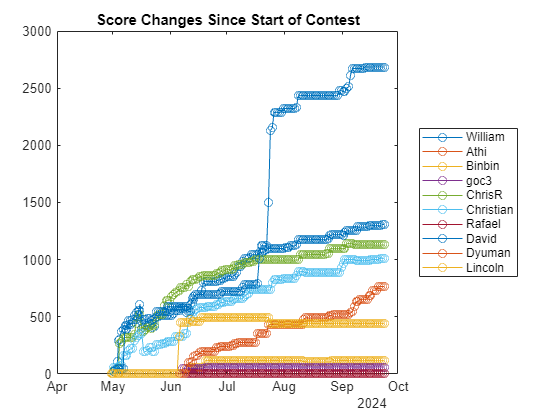 Score Changes Since Start of Contest
3000
2500
2000
1500
1000
500
0
Apr May Jun Jul Aug Sep Oct
2024
William
Athi
Binbin
goc3
ChrisR
Christian
Rafael
David
Dyuman
Lincoln